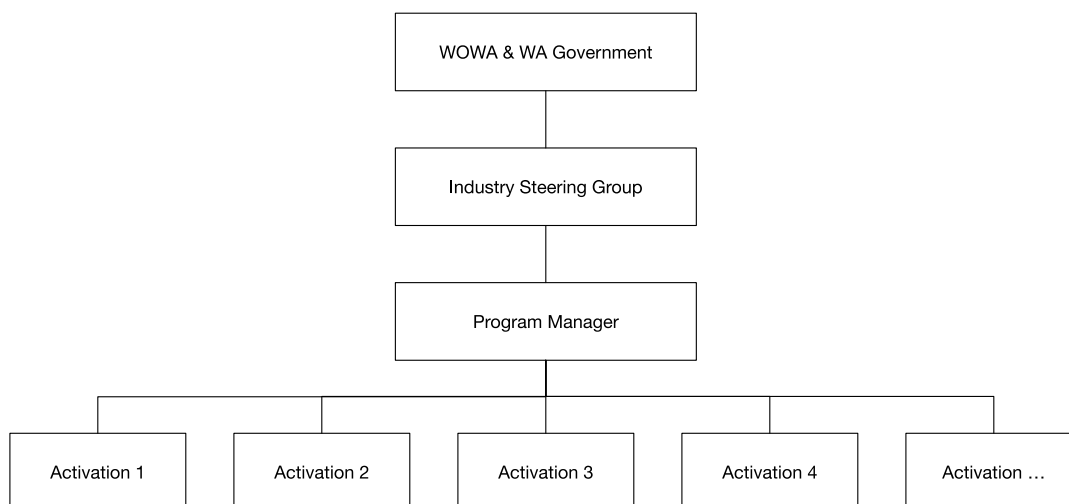 WOWA & WA Government
Industry Steering Group
Program Manager
Activation 1
Activation 2
Activation 3
Activation 4
Activation …